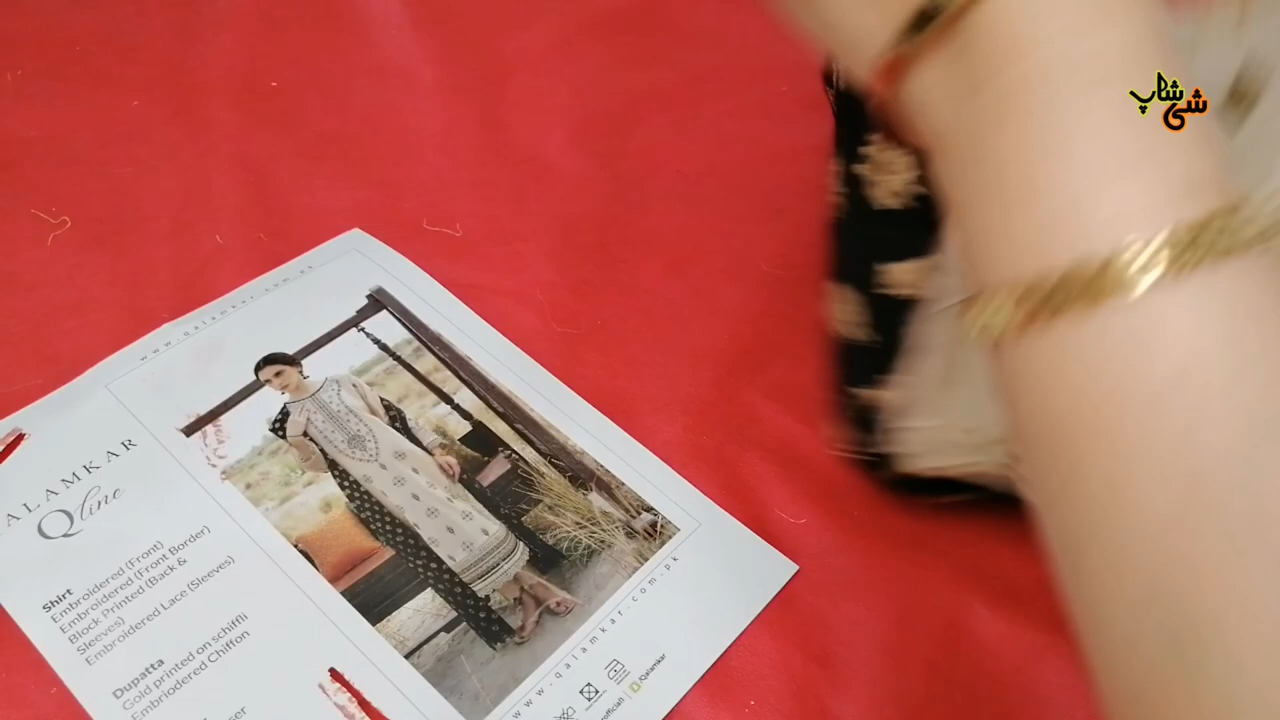 شی شاپ
www.qalamkar.com.pk
ALAMKAR
Qline
Shirt
Embroidered (Front)
Embroidered (Front Border)
Block Printed (Back &
Sleeves)
Embroidered Lace (Sleeves)
Dupatta
Gold printed on schiffli
Embriodered Chiffon
www.qalamkar.com.pk
/Qalamkar